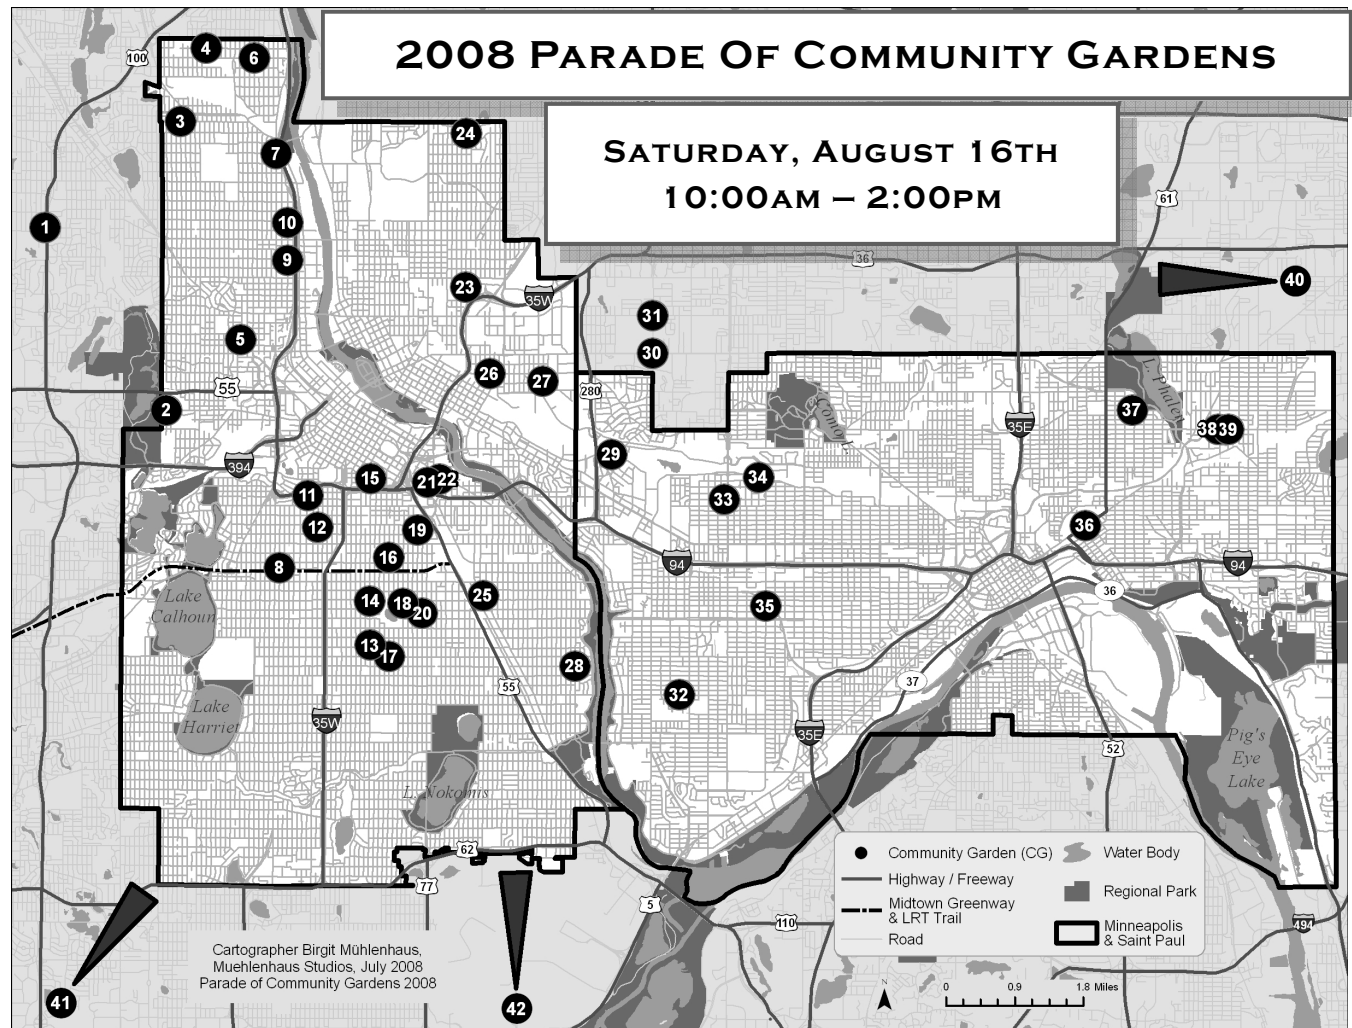 2008 PARADE OF COMMUNITY GARDENS
SATURDAY, AUGUST 16TH
10:00AM – 2:00PM
100
4
6
3
7
24
61
1
10
9
36
40
23
35W
31
5
30
26
27
55
280
2
37
L. Phalen
Como L.
35E
38
39
29
394
15
21
22
34
11
33
12
19
36
16
94
94
8
Lake
Calhoun
14
18
20
25
35
36
13
17
28
55
37
32
Lake
Harriet
35W
35E
52
Pig's
Eye
Lake
L. Nokomis
62
77
5
110
494
Community Garden (CG)
Highway / Freeway
Midtown Greenway
& LRT Trail
Road
Water Body
Regional Park
Minneapolis
& Saint Paul
Cartographer Birgit Mühlenhaus,
Muehlenhaus Studios, July 2008
Parade of Community Gardens 2008
41
42
N
0 0.9 1.8 Miles